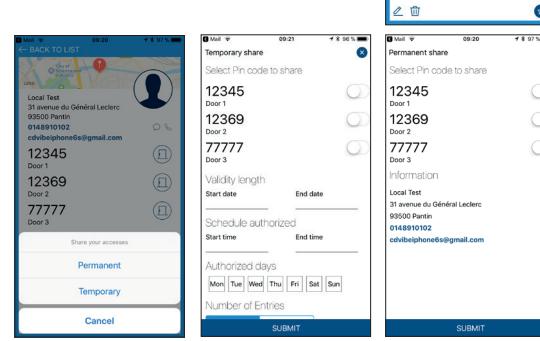 Mail 09:20 97 %
← BACK TO LIST
Local Test
31 avenue du Général Leclerc
93500 Pantin
0148910102
cdvibeiphone6s@gmail.com
12345
Door 1
12369
Door 2
77777
Door 3
Share your accesses
Permanent
Temporary
Cancel
Mail 09:21 96 %
Temporary share
Select Pin code to share
12345
Door 1
12369
Door 2
77777
Door 3
Validity length
Start date End date
Schedule authorized
Start time End time
Authorized days
Mon Tue Wed Thu Fri Sat Sun
Number of Entries
SUBMIT
Mail 09:20 97 %
Permanent share
Select Pin code to share
12345
Door 1
12369
Door 2
77777
Door 3
Information
Local Test
31 avenue du Général Leclerc
93500 Pantin
0148910102
cdvibeiphone6s@gmail.com
SUBMIT